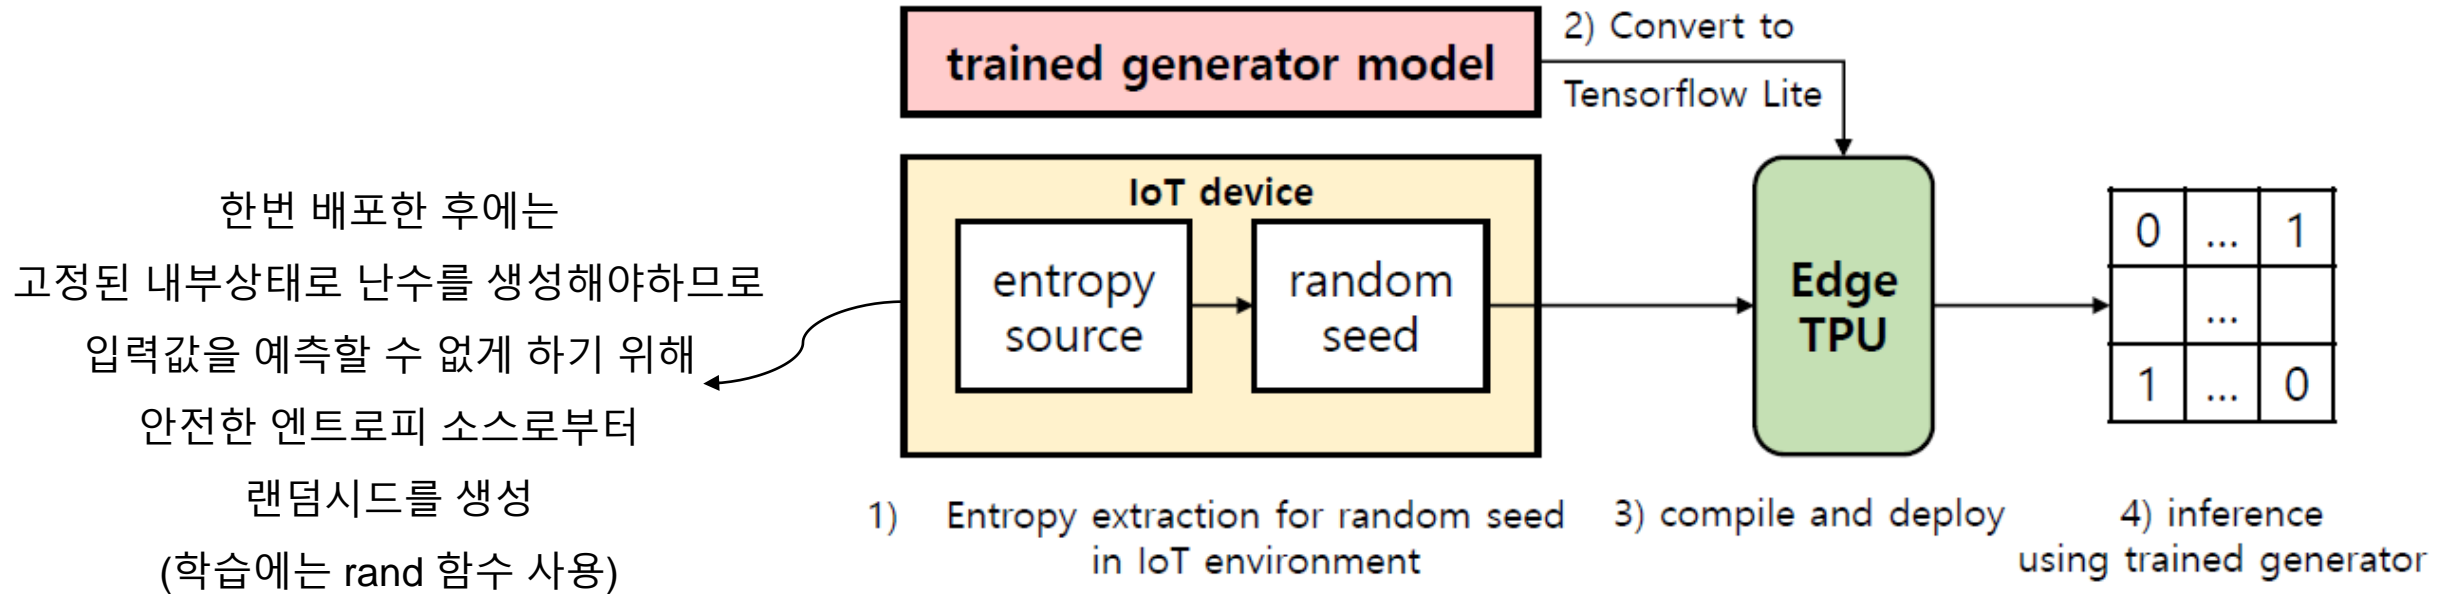 한번 배포한 후에는
고정된 내부상태로 난수를 생성해야하므로
입력값을 예측할 수 없게 하기 위해
안전한 엔트로피 소스로부터
랜덤시드를 생성
(학습에는 rand 함수 사용)
trained generator model
2) Convert to
Tensorflow Lite
IoT device
entropy
source
random
seed
Edge
TPU
0 ... 1
...
1 ... 0
1) Entropy extraction for random seed
in IoT environment
3) compile and deploy
4) inference
using trained generator